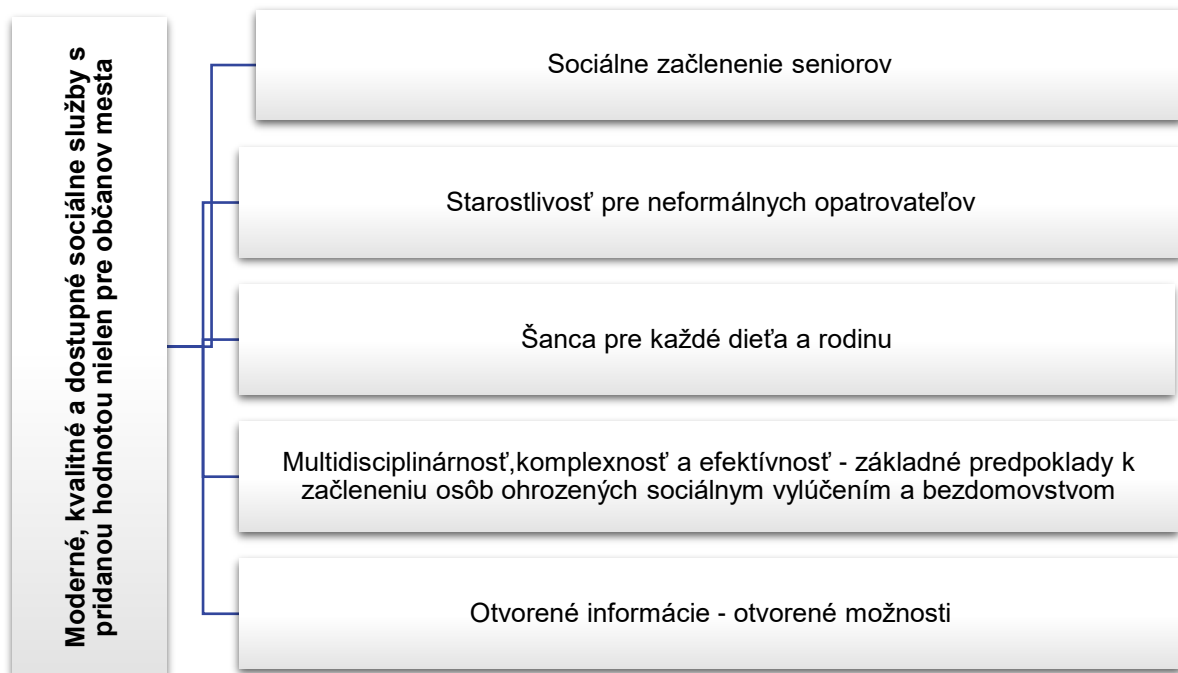 Moderné, kvalitné a dostupné sociálne služby s
pridanou hodnotou nielen pre občanov mesta
Sociálne začlenenie seniorov
Starostlivosť pre neformálnych opatrovateľov
Šanca pre každé dieťa a rodinu
Multidisciplinárnosť,komplexnosť a efektívnosť - základné predpoklady k
začleneniu osôb ohrozených sociálnym vylúčením a bezdomovstvom
Otvorené informácie - otvorené možnosti